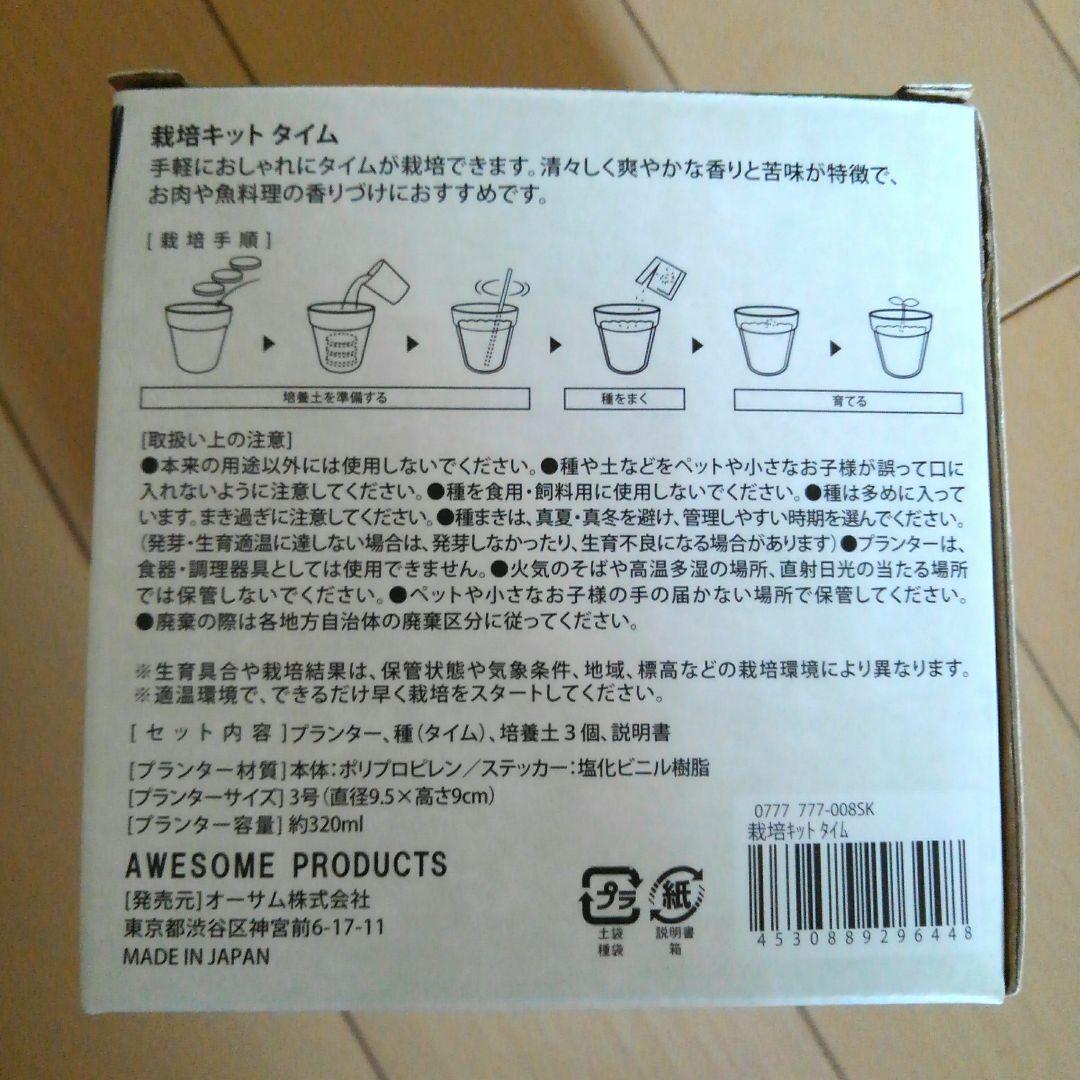 栽培キット タイム
手軽におしゃれにタイムが栽培できます。清々しく爽やかな香りと苦味が特徴で、
お肉や魚料理の香りづけにおすすめです。
[栽培手順]
培養土を準備する
種をまく
育てる
[取扱い上の注意]
●本来の用途以外には使用しないでください。●種や土などをペットや小さなお子様が誤って口に
入れないように注意してください。●種を食用・飼料用に使用しないでください。●種は多めに入って
います。まき過ぎに注意してください。●種まきは、真夏・真冬を避け、管理しやすい時期を選んでください。
(発芽・生育適温に達しない場合は、発芽しなかったり、生育不良になる場合があります)●プランターは、
食器・調理器具としては使用できません。●火気のそばや高温多湿の場所、直射日光の当たる場所
では保管しないでください。●ペットや小さなお子様の手の届かない場所で保管してください。
●廃棄の際は各地方自治体の廃棄区分に従ってください。
※生育具合や栽培結果は、保管状態や気象条件、地域、標高などの栽培環境により異なります。
※適温環境で、できるだけ早く栽培をスタートしてください。
[セット内容]プランター、種(タイム)、培養土3個、説明書
[プランター材質]本体:ポリプロピレン/ステッカー:塩化ビニル樹脂
[プランターサイズ]3号(直径9.5×高さ9cm)
[プランター容量]約320ml
AWESOME PRODUCTS
[発売元]オーサム株式会社
東京都渋谷区神宮前6-17-11
MADE IN JAPAN
プラ
土袋
種袋
紙
説明書
箱
0777 777-008SK
栽培キット タイム
4530889296448